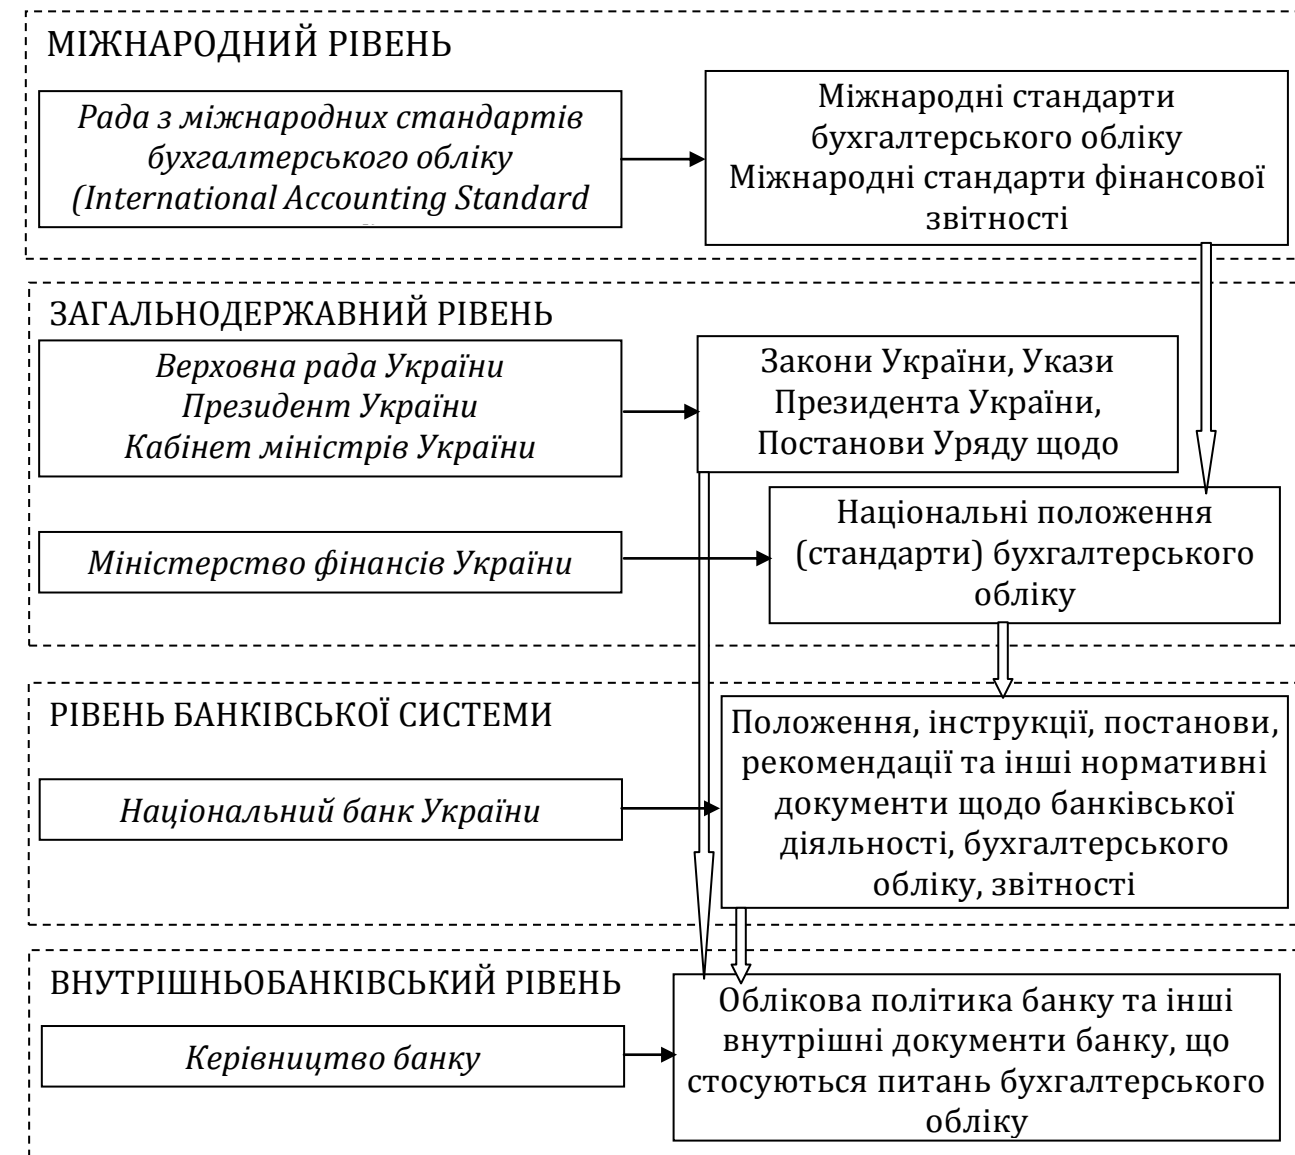 МІЖНАРОДНИЙ РІВЕНЬ
Рада з міжнародних стандартів
бухгалтерського обліку
(International Accounting Standard
Міжнародні стандарти
бухгалтерського обліку
Міжнародні стандарти фінансової
звітності
ЗАГАЛЬНОДЕРЖАВНИЙ РІВЕНЬ
Верховна рада України
Президент України
Кабінет міністрів України
Закони України, Укази
Президента України,
Постанови Уряду щодо
Міністерство фінансів України
Національні положення
(стандарти) бухгалтерського
обліку
РІВЕНЬ БАНКІВСЬКОЇ СИСТЕМИ
Національний банк України
Положення, інструкції, постанови,
рекомендації та інші нормативні
документи щодо банківської
діяльності, бухгалтерського
обліку, звітності
ВНУТРІШНЬОБАНКІВСЬКИЙ РІВЕНЬ
Керівництво банку
Облікова політика банку та інші
внутрішні документи банку, що
стосуються питань бухгалтерського
обліку